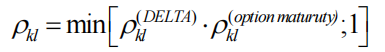 ρkl = min[ρkl^(DELTA) · ρkl^(option maturuty); 1]